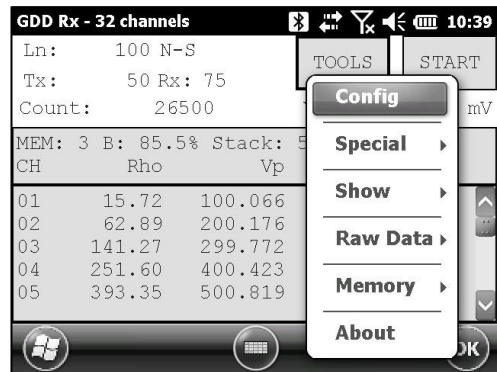 GDD Rx - 32 channels 10:39
Ln: 100 N-S
TOOLS START
Tx: 50 Rx: 75
Count: 26500 mV
MEM: 3 B: 85.5% Stack: 5
CH Rho Vp
01 15.72 100.066
02 62.89 200.176
03 141.27 299.772
04 251.60 400.423
05 393.35 500.819
Config
Special
Show
Raw Data
Memory
About